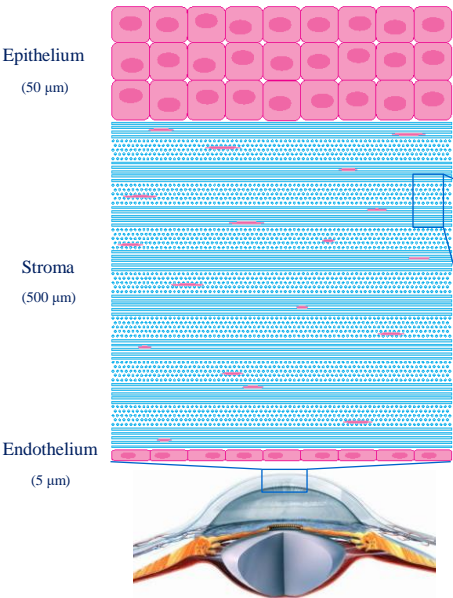 Epithelium
(50 μm)
Stroma
(500 μm)
Endothelium
(5 μm)